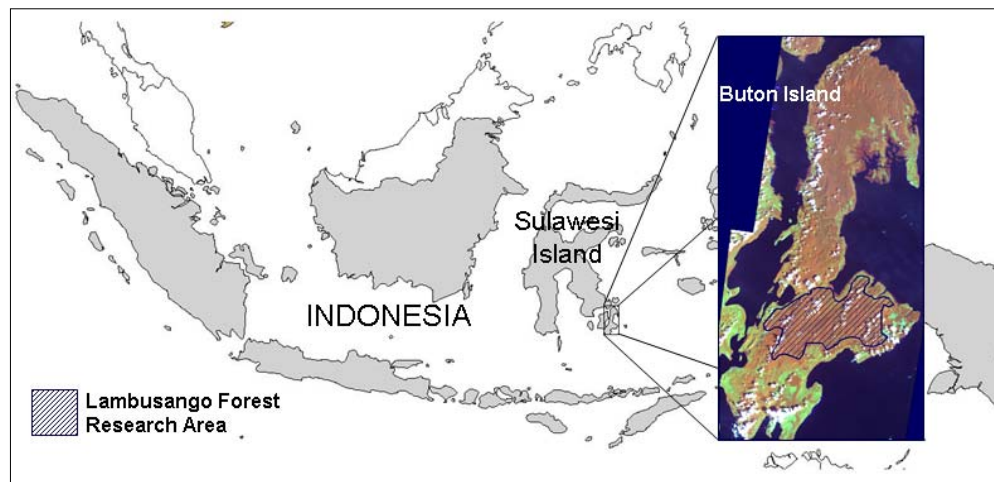 Buton Island
Sulawesi
Island
INDONESIA
Lambusango Forest
Research Area